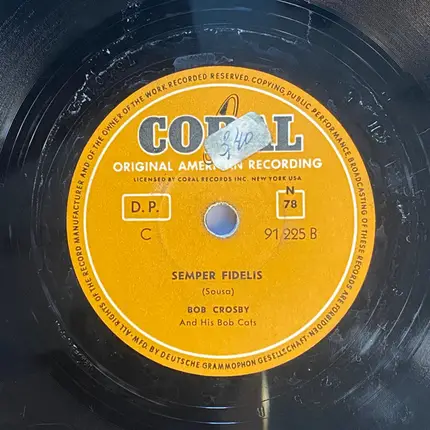 CORAL
9,40
ORIGINAL AMERICAN RECORDING
LICENSED BY CORAL RECORDS INC. NEW YORK USA
D. P.
N
78
C
91 225 B
SEMPER FIDELIS
(Sousa)
BOB CROSBY
And His Bob Cats
ALL RIGHTS OF THE RECORD MANUFACTURER AND OF THE OWNER OF THE WORK RECORDED RESERVED. COPYING, PUBLIC PERFORMANCE, BROADCASTING OF THESE RECORDS ARE FORBIDDEN.
MFD. BY DEUTSCHE GRAMMOPHON GESELLSCHAFT